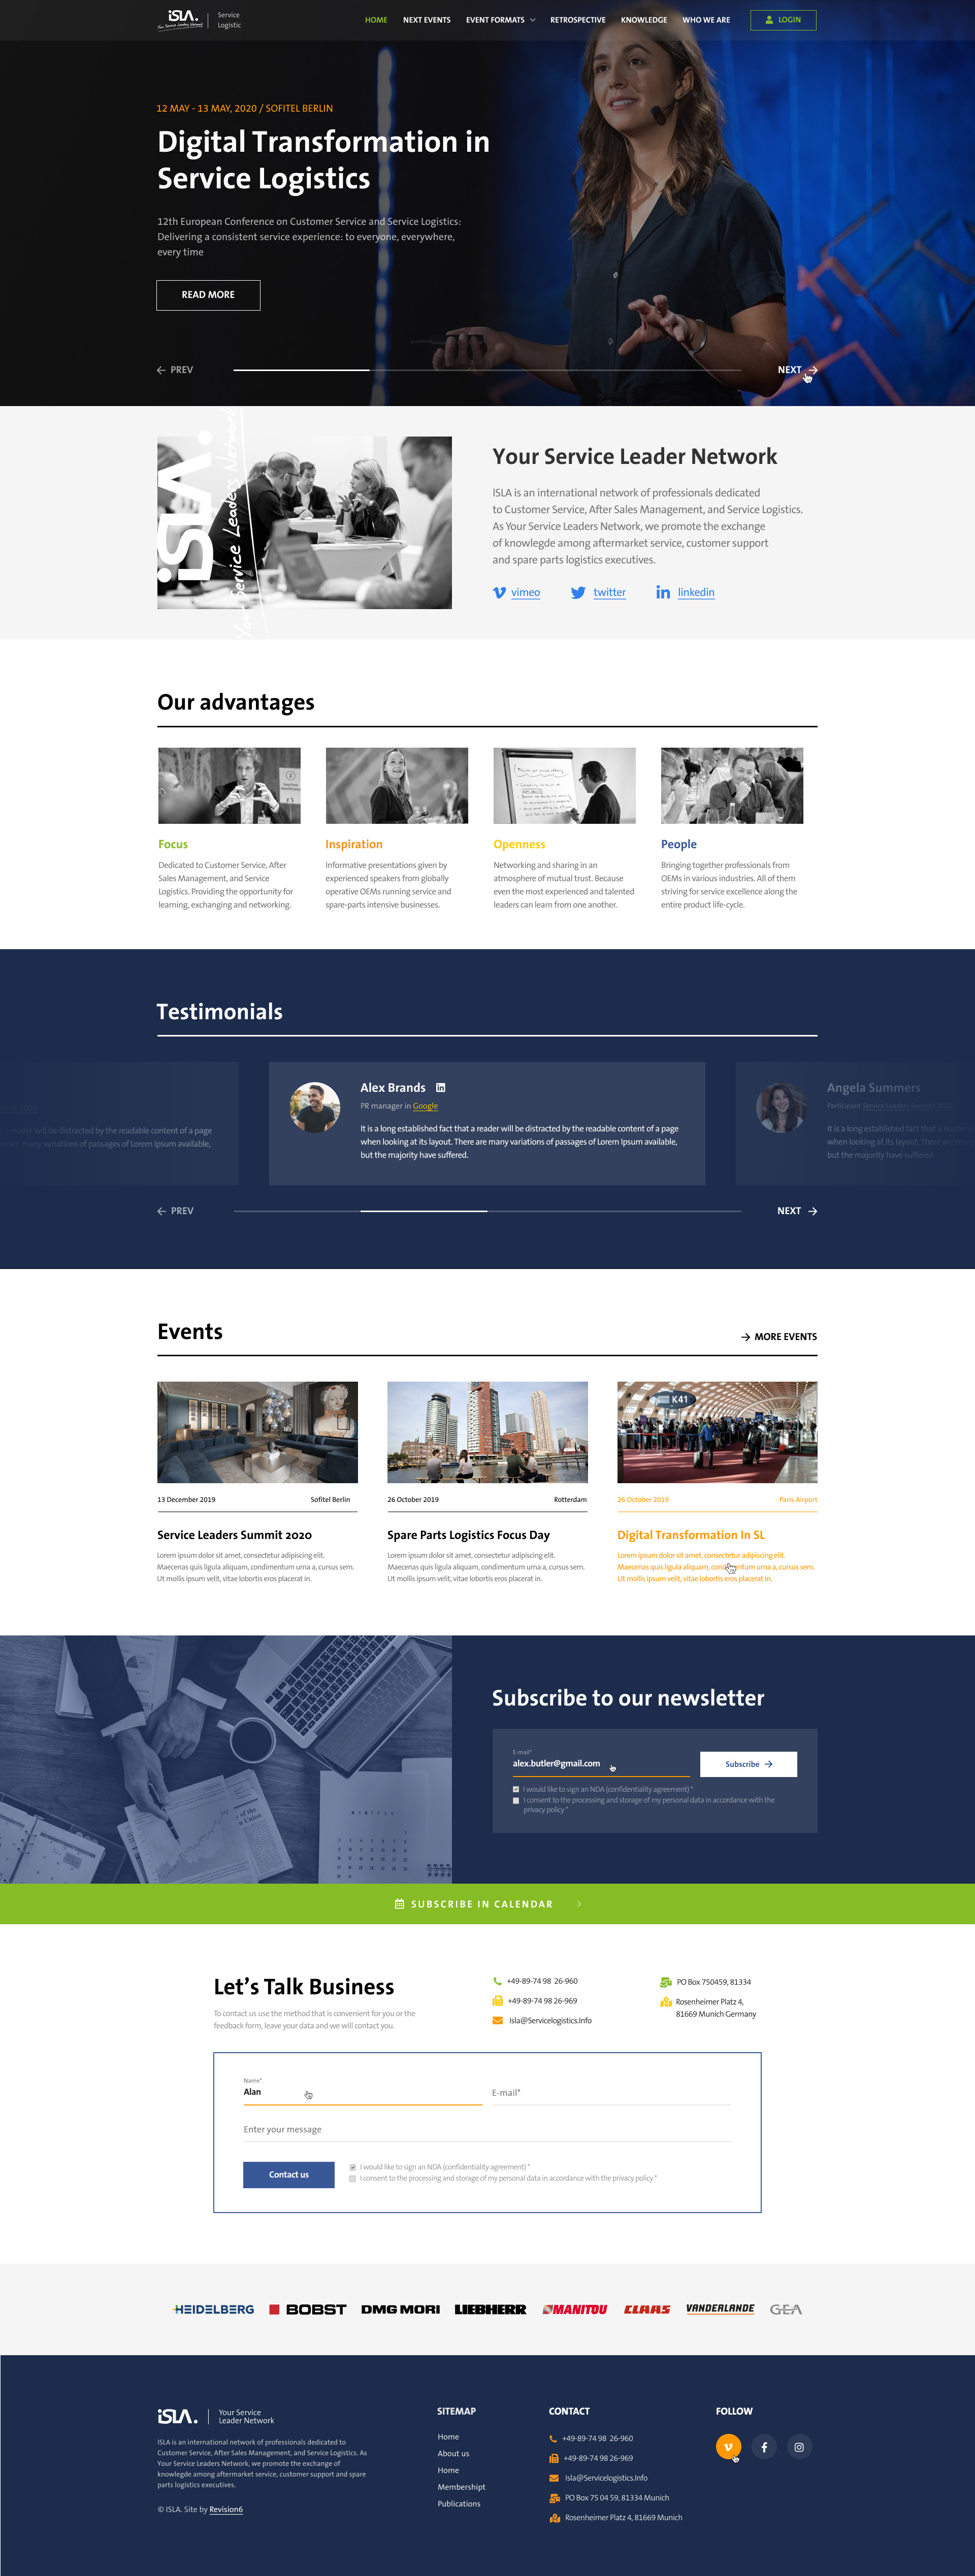 iSLA.
Your Service Leaders Network
Service
Logistic
HOME
NEXT EVENTS
EVENT FORMATS
RETROSPECTIVE
KNOWLEDGE
WHO WE ARE
LOGIN
12 MAY - 13 MAY, 2020 / SOFITEL BERLIN
Digital Transformation in
Service Logistics
12th European Conference on Customer Service and Service Logistics:
Delivering a consistent service experience: to everyone, everywhere,
every time
READ MORE
PREV
NEXT
iSLA.
Your Service Leaders Network
Your Service Leader Network
ISLA is an international network of professionals dedicated
to Customer Service, After Sales Management, and Service Logistics.
As Your Service Leaders Network, we promote the exchange
of knowlegde among aftermarket service, customer support
and spare parts logistics executives.
vimeo
twitter
linkedin
Our advantages
Focus
Dedicated to Customer Service, After
Sales Management, and Service
Logistics. Providing the opportunity for
learning, exchanging and networking.
Inspiration
Informative presentations given by
experienced speakers from globally
operative OEMs running service and
spare-parts intensive businesses.
Openness
Networking and sharing in an
atmosphere of mutual trust. Because
even the most experienced and talented
leaders can learn from one another.
People
Bringing together professionals from
OEMs in various industries. All of them
striving for service excellence along the
entire product life-cycle.
Testimonials
will be distracted by the readable content of a page
many variations of passages of Lorem Ipsum available,
Alex Brands
PR manager in Google
It is a long established fact that a reader will be distracted by the readable content of a page
when looking at its layout. There are many variations of passages of Lorem Ipsum available,
but the majority have suffered.
Angela Summers
Participant Service Leaders Summit 2020
It is a long established fact that a reader
when looking at its layout. There are
but the majority have suffered.
PREV
NEXT
Events
MORE EVENTS
K41
13 December 2019
Sofitel Berlin
Service Leaders Summit 2020
Lorem ipsum dolor sit amet, consectetur adipiscing elit.
Maecenas quis ligula aliquam, condimentum urna a, cursus sem.
Ut mollis ipsum velit, vitae lobortis eros placerat in.
26 October 2019
Rotterdam
Spare Parts Logistics Focus Day
Lorem ipsum dolor sit amet, consectetur adipiscing elit.
Maecenas quis ligula aliquam, condimentum urna a, cursus sem.
Ut mollis ipsum velit, vitae lobortis eros placerat in.
26 October 2019
Paris Airport
Digital Transformation In SL
Lorem ipsum dolor sit amet, consectetur adipiscing elit.
Maecenas quis ligula aliquam, condimentum urna a, cursus sem.
Ut mollis ipsum velit, vitae lobortis eros placerat in.
Subscribe to our newsletter
E-mail*
alex.butler@gmail.com
Subscribe
I would like to sign an NDA (confidentiality agreement) *
I consent to the processing and storage of my personal data in accordance with the
privacy policy *
SUBSCRIBE IN CALENDAR
Let's Talk Business
To contact us use the method that is convenient for you or the
feedback form, leave your data and we will contact you.
+49-89-74 98 26-960
+49-89-74 98 26-969
Isla@Servicelogistics.Info
PO Box 750459, 81334
Rosenheimer Platz 4,
81669 Munich Germany
Name*
Alan
E-mail*
Enter your message
Contact us
I would like to sign an NDA (confidentiality agreement) *
I consent to the processing and storage of my personal data in accordance with the privacy policy *
HEIDELBERG
BOBST
DMG MORI
LIEBHERR
MANITOU
CLAAS
VANDERLANDE
GEA
iSLA.
Your Service
Leader Network
ISLA is an international network of professionals dedicated to
Customer Service, After Sales Management, and Service Logistics. As
Your Service Leaders Network, we promote the exchange of
knowlegde among aftermarket service, customer support and spare
parts logistics executives.
© ISLA. Site by Revision6
SITEMAP
Home
About us
Home
Membershipt
Publications
CONTACT
+49-89-74 98 26-960
+49-89-74 98 26-969
Isla@Servicelogistics.Info
PO Box 75 04 59, 81334 Munich
Rosenheimer Platz 4, 81669 Munich
FOLLOW